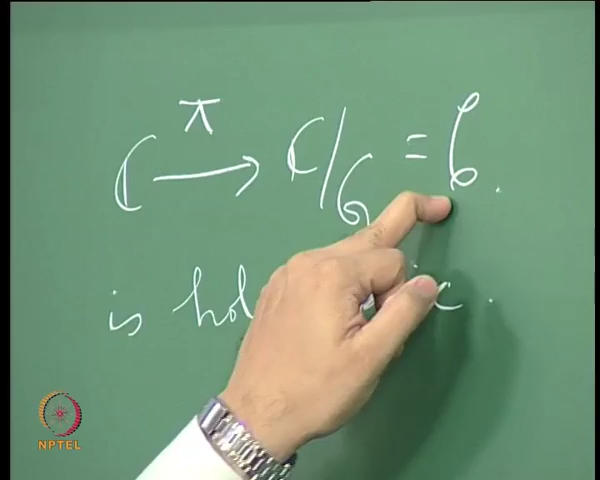 ℂ —π→ ℂ/G = 𝒞.
is hol
NPTEL